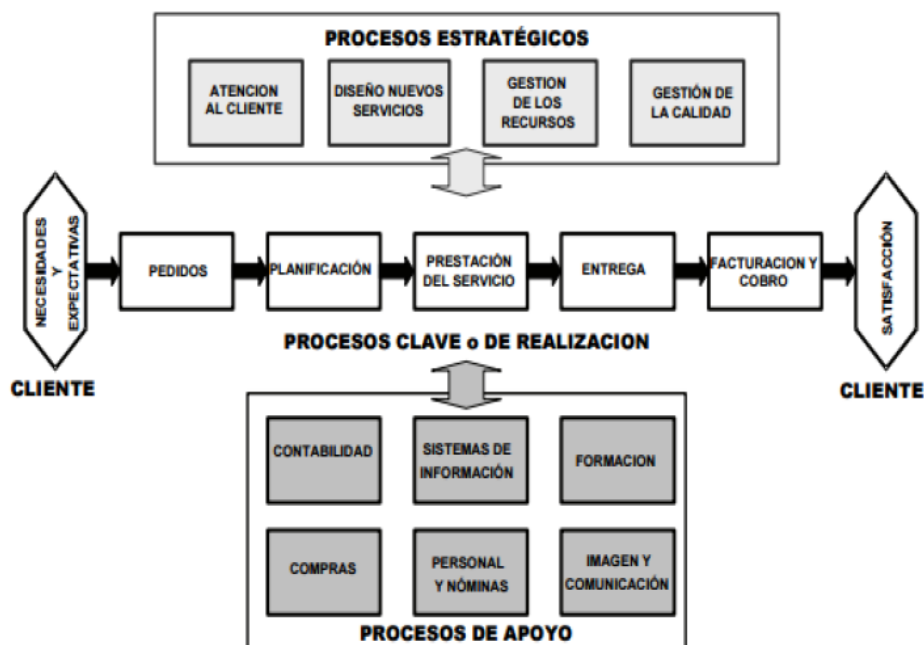 PROCESOS ESTRATÉGICOS
ATENCION
AL CLIENTE
DISEÑO NUEVOS
SERVICIOS
GESTION
DE LOS
RECURSOS
GESTIÓN DE
LA CALIDAD
NECESIDADES
Y
EXPECTATIVAS
CLIENTE
PEDIDOS
PLANIFICACIÓN
PRESTACIÓN
DEL SERVICIO
ENTREGA
FACTURACION Y
COBRO
SATISFACCIÓN
CLIENTE
PROCESOS CLAVE o DE REALIZACION
CONTABILIDAD
SISTEMAS DE
INFORMACIÓN
FORMACION
COMPRAS
PERSONAL
Y NÓMINAS
IMAGEN Y
COMUNICACIÓN
PROCESOS DE APOYO